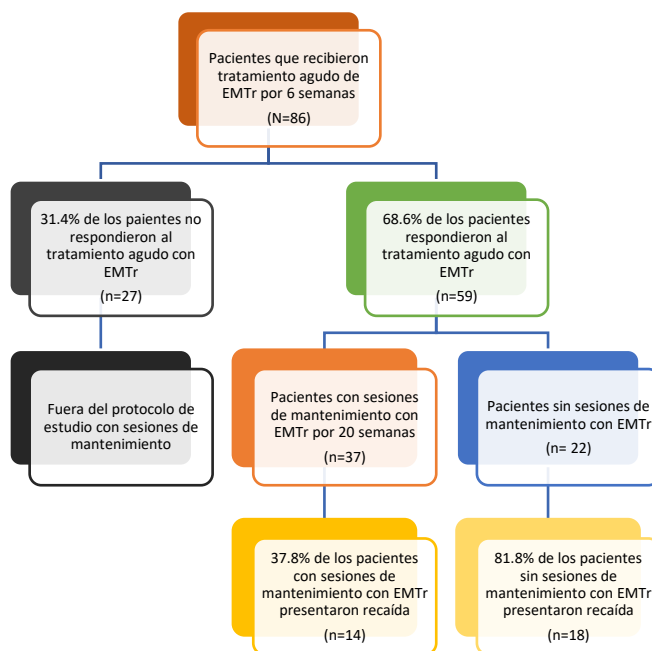 Pacientes que recibieron
tratamiento agudo de
EMTr por 6 semanas
(N=86)
31.4% de los paientes no
respondieron al
tratamiento agudo con
EMTr
(n=27)
68.6% de los pacientes
respondieron al
tratamiento agudo con
EMTr
(n=59)
Fuera del protocolo de
estudio con sesiones de
mantenimiento
Pacientes con sesiones
de mantenimiento con
EMTr por 20 semanas
(n=37)
Pacientes sin sesiones de
mantenimiento con EMTr
(n= 22)
37.8% de los pacientes
con sesiones de
mantenimiento con EMTr
presentaron recaída
(n=14)
81.8% de los pacientes
sin sesiones de
mantenimiento con EMTr
presentaron recaída
(n=18)